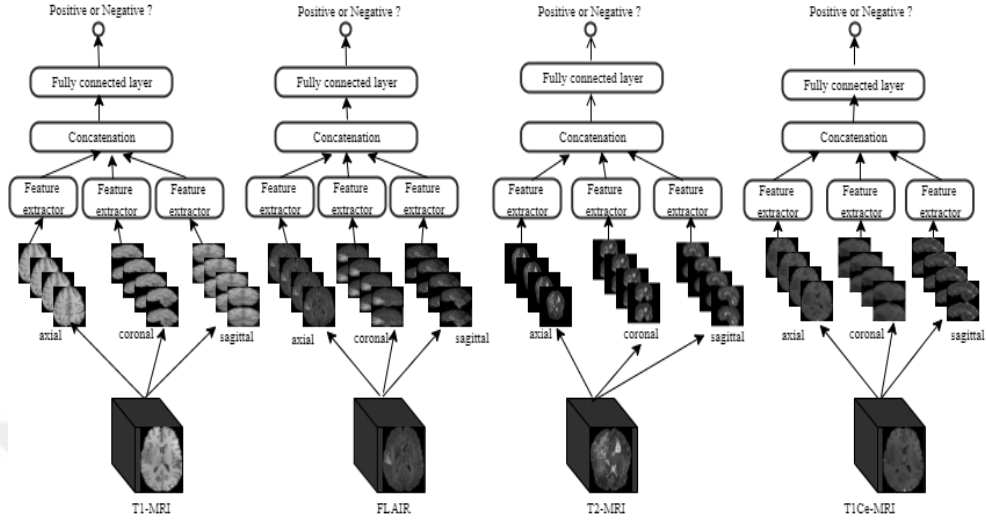 Positive or Negative ?
Positive or Negative ?
Positive or Negative ?
Positive or Negative ?
Fully connected layer
Fully connected layer
Fully connected layer
Fully connected layer
Concatenation
Concatenation
Concatenation
Concatenation
Feature
extractor
Feature
extractor
Feature
extractor
Feature
extractor
Feature
extractor
Feature
extractor
Feature
extractor
Feature
extractor
Feature
extractor
Feature
extractor
Feature
extractor
Feature
extractor
axial
coronal
sagittal
axial
coronal
sagittal
axial
coronal
sagittal
axial
coronal
sagittal
T1-MRI
FLAIR
T2-MRI
T1Ce-MRI